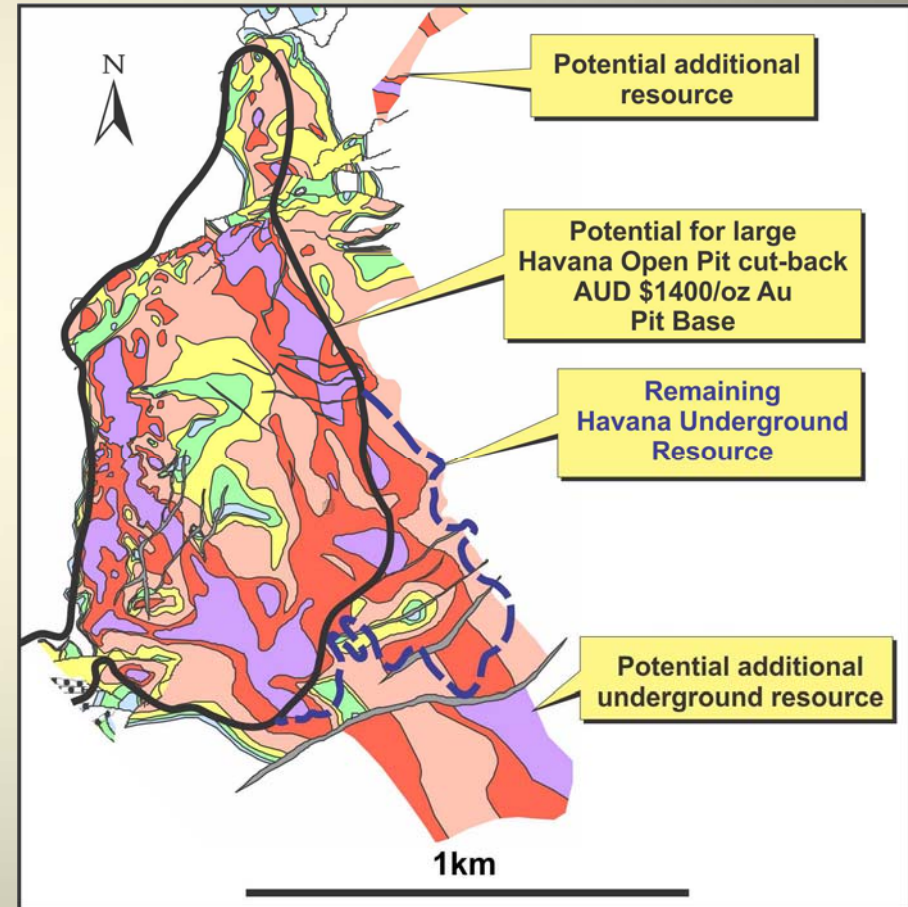 N
Potential additional
resource
Potential for large
Havana Open Pit cut-back
AUD $1400/oz Au
Pit Base
Remaining
Havana Underground
Resource
Potential additional
underground resource
1km